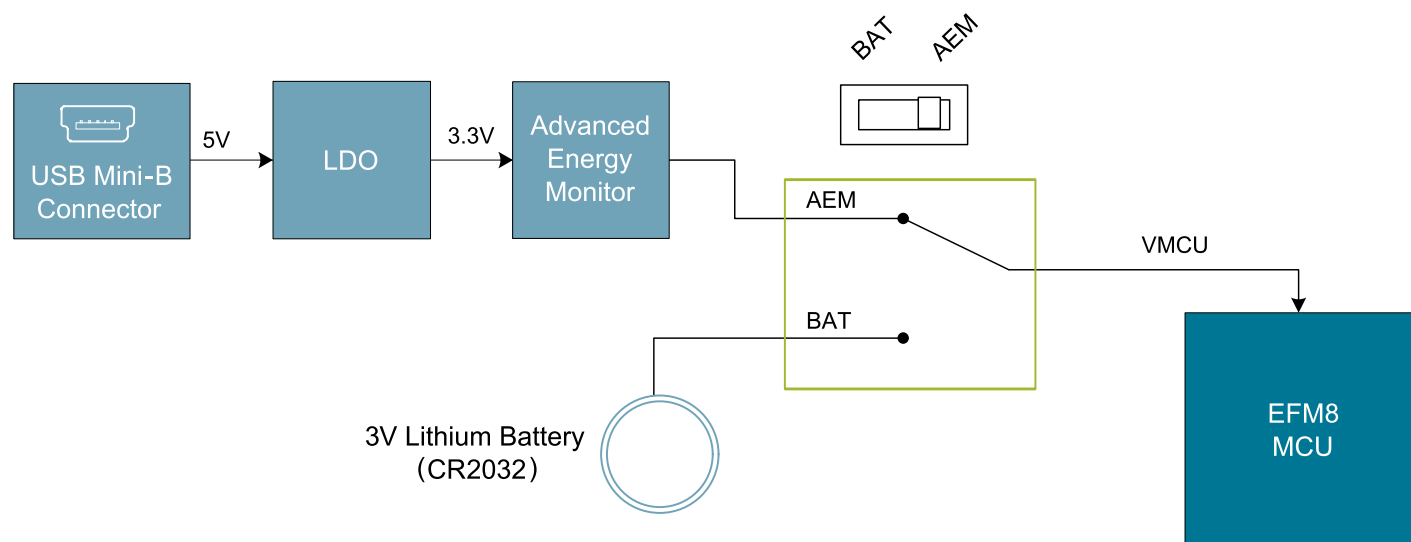 BAT
AEM
5V
3.3V
USB Mini-B
Connector
LDO
Advanced
Energy
Monitor
AEM
VMCU
BAT
3V Lithium Battery
(CR2032)
EFM8
MCU